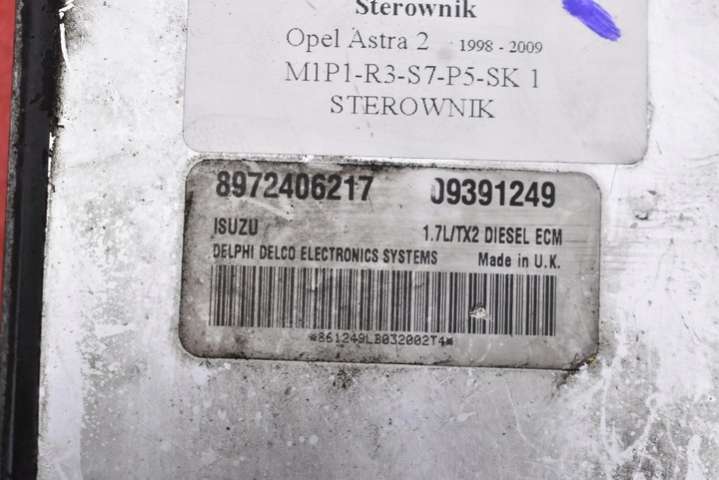 Sterownik
Opel Astra 2 1998 - 2009
M1P1-R3-S7-P5-SK 1
STEROWNIK
8972406217 09391249
ISUZU 1.7L/TX2 DIESEL ECM
DELPHI DELCO ELECTRONICS SYSTEMS Made in U.K.
*861249LB032002T4*